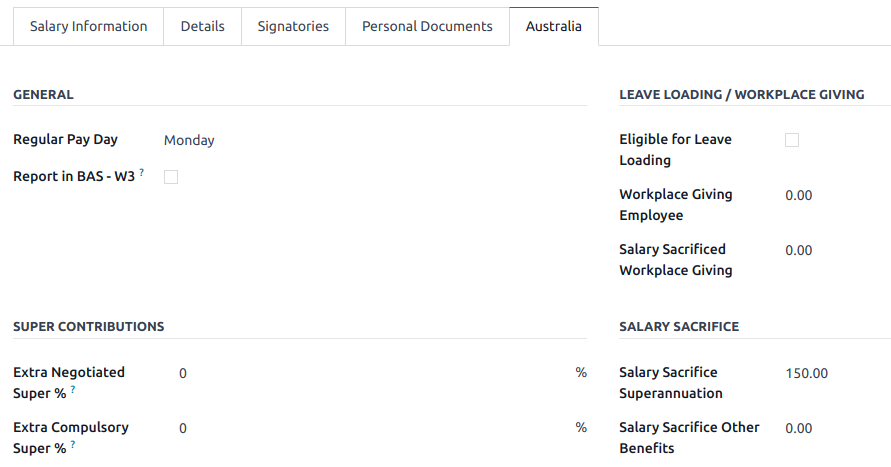 Salary Information Details Signatories Personal Documents Australia
GENERAL
Regular Pay Day Monday
Report in BAS - W3 ?
LEAVE LOADING / WORKPLACE GIVING
Eligible for Leave
Loading
Workplace Giving
Employee 0.00
Salary Sacrificed
Workplace Giving 0.00
SUPER CONTRIBUTIONS
Extra Negotiated
Super % ? 0 %
Extra Compulsory
Super % ? 0 %
SALARY SACRIFICE
Salary Sacrifice
Superannuation 150.00
Salary Sacrifice Other
Benefits 0.00